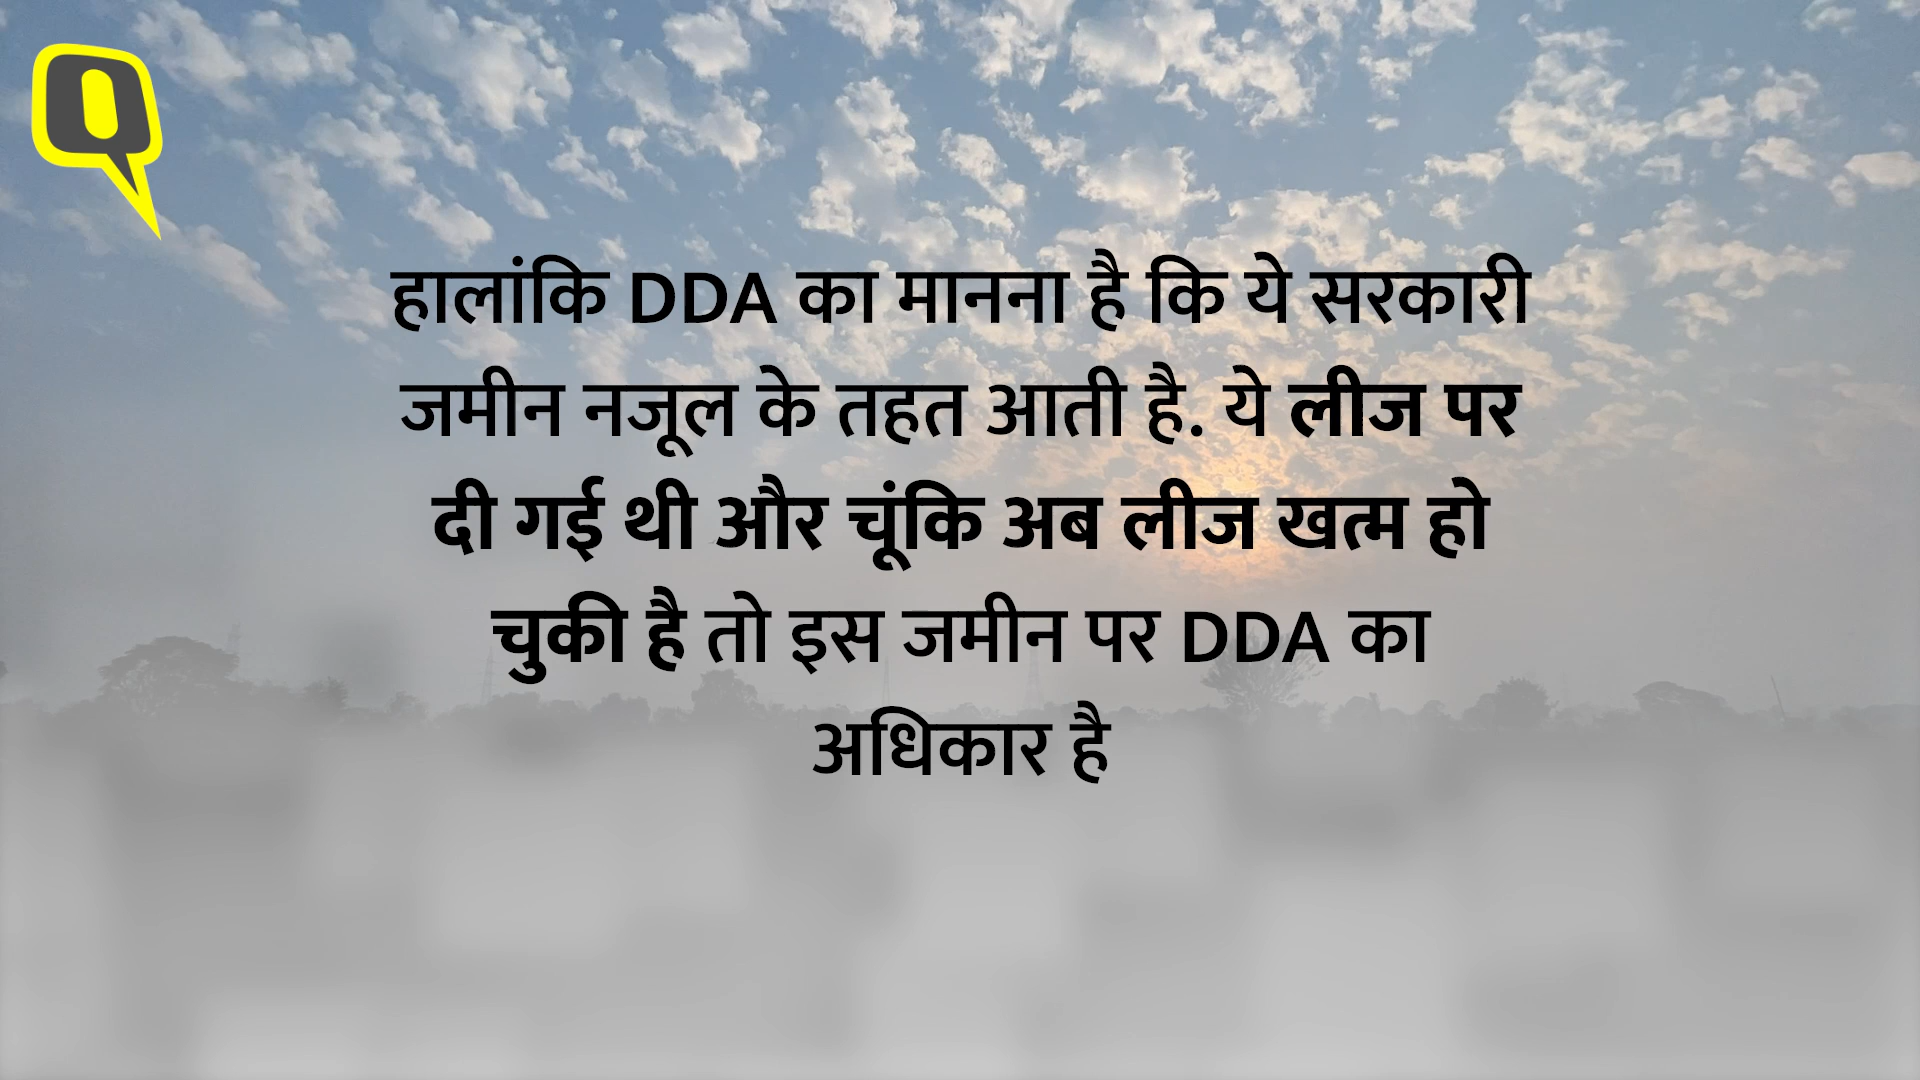 हालांकि DDA का मानना है कि ये सरकारी
जमीन नजूल के तहत आती है. ये लीज पर
दी गई थी और चूंकि अब लीज खत्म हो
चुकी है तो इस जमीन पर DDA का
अधिकार है